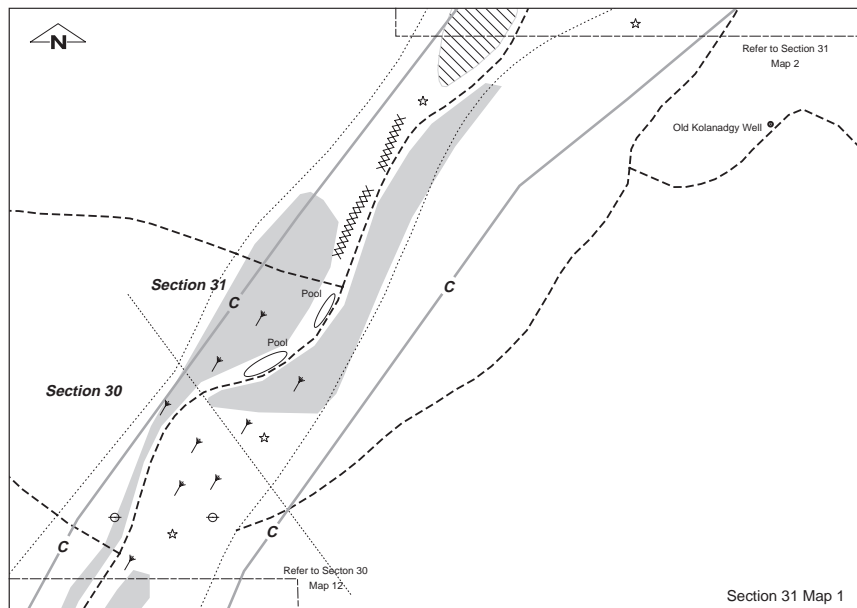 N
Refer to Section 31
Map 2
Old Kolanadgy Well
Section 31
C
C
Pool
Pool
Section 30
C
C
Refer to Secton 30
Map 12
Section 31 Map 1